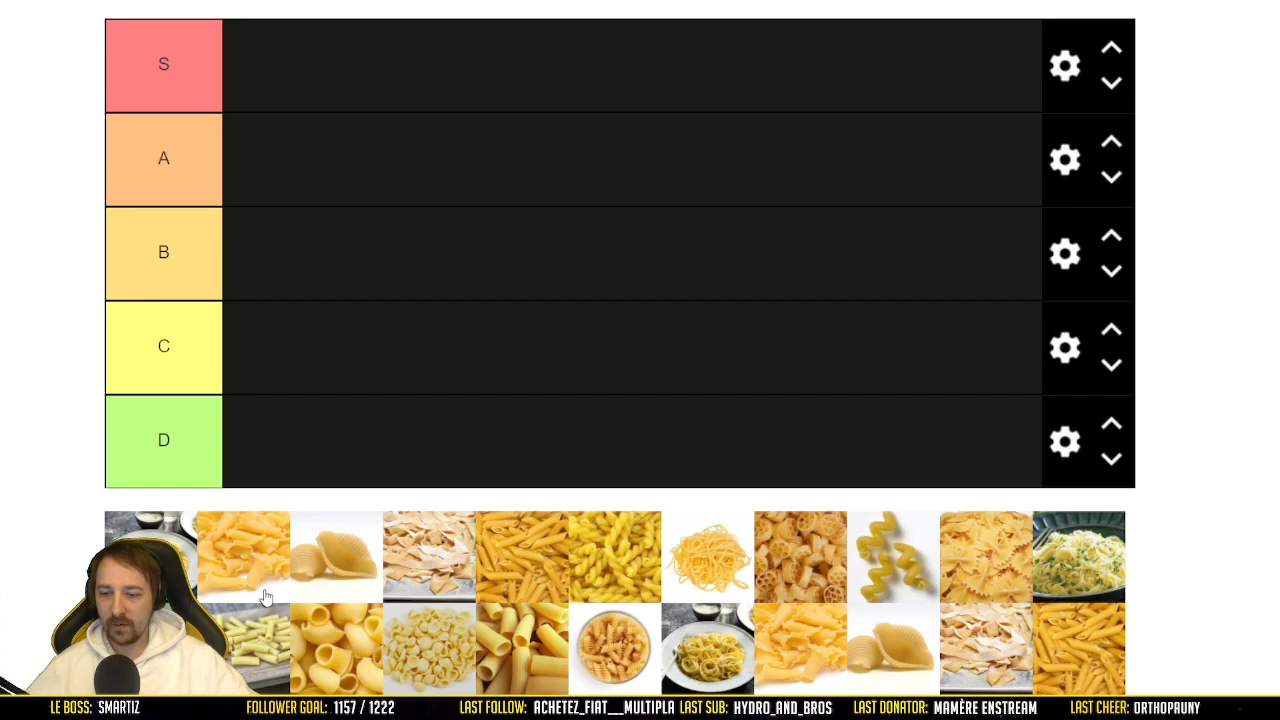 S
A
B
C
D
LE BOSS: SMARTIZ FOLLOWER GOAL: 1157 / 1222 LAST FOLLOW: ACHETEZ_FIAT__MULTIPLA LAST SUB: HYDRO_AND_BROS LAST DONATOR: MAMÈRE ENSTREAM LAST CHEER: ORTHOPAUNY